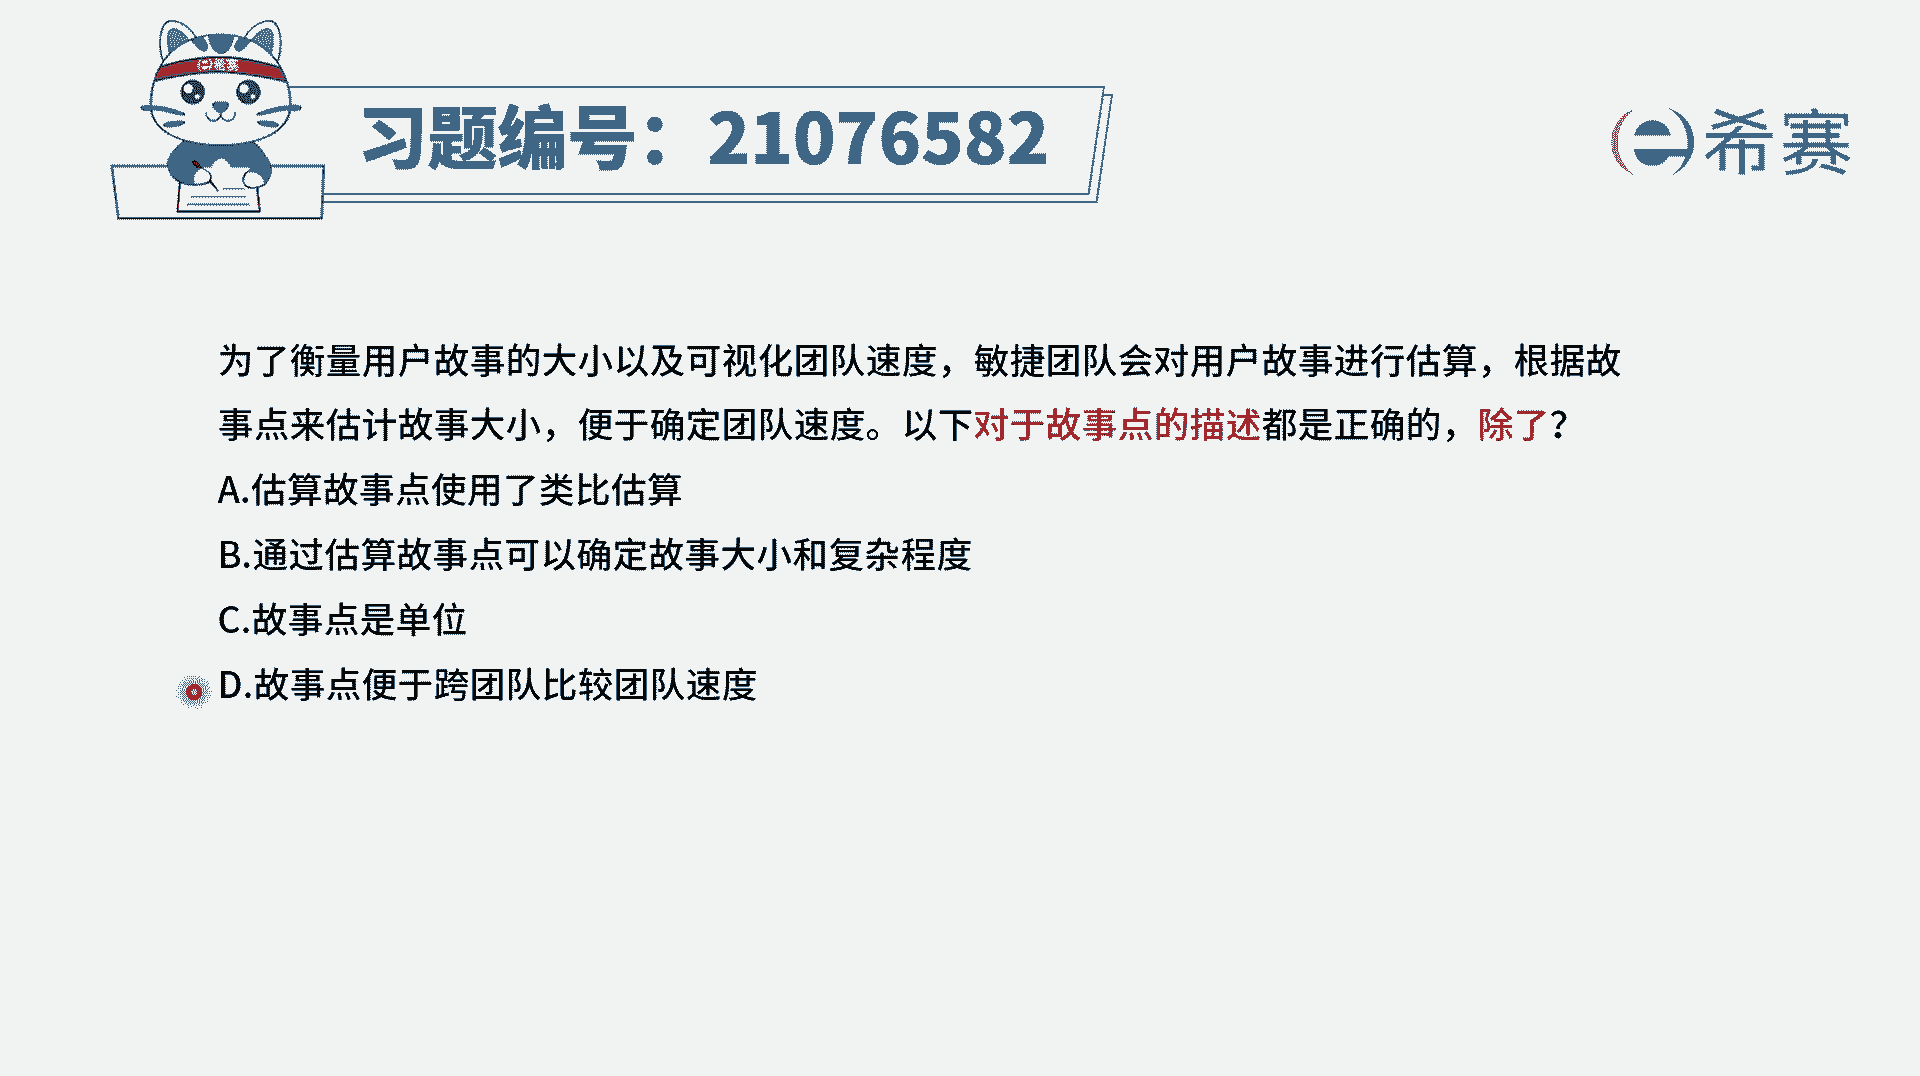 希赛
习题编号：21076582
希赛
为了衡量用户故事的大小以及可视化团队速度，敏捷团队会对用户故事进行估算，根据故
事点来估计故事大小，便于确定团队速度。以下对于故事点的描述都是正确的，除了？
A.估算故事点使用了类比估算
B.通过估算故事点可以确定故事大小和复杂程度
C.故事点是单位
D.故事点便于跨团队比较团队速度